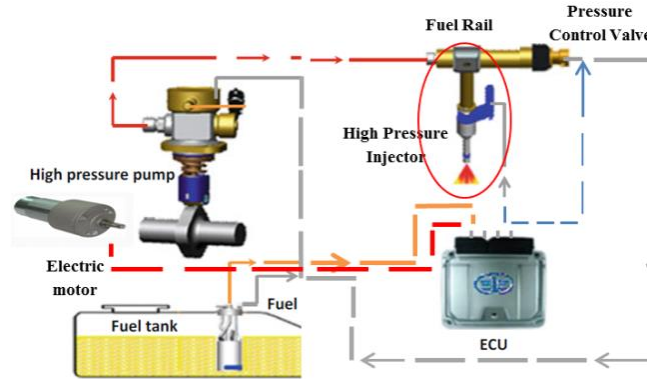 Fuel Rail
Pressure
Control Valve
High Pressure
Injector
High pressure pump
Electric
motor
Fuel
Fuel tank
ECU